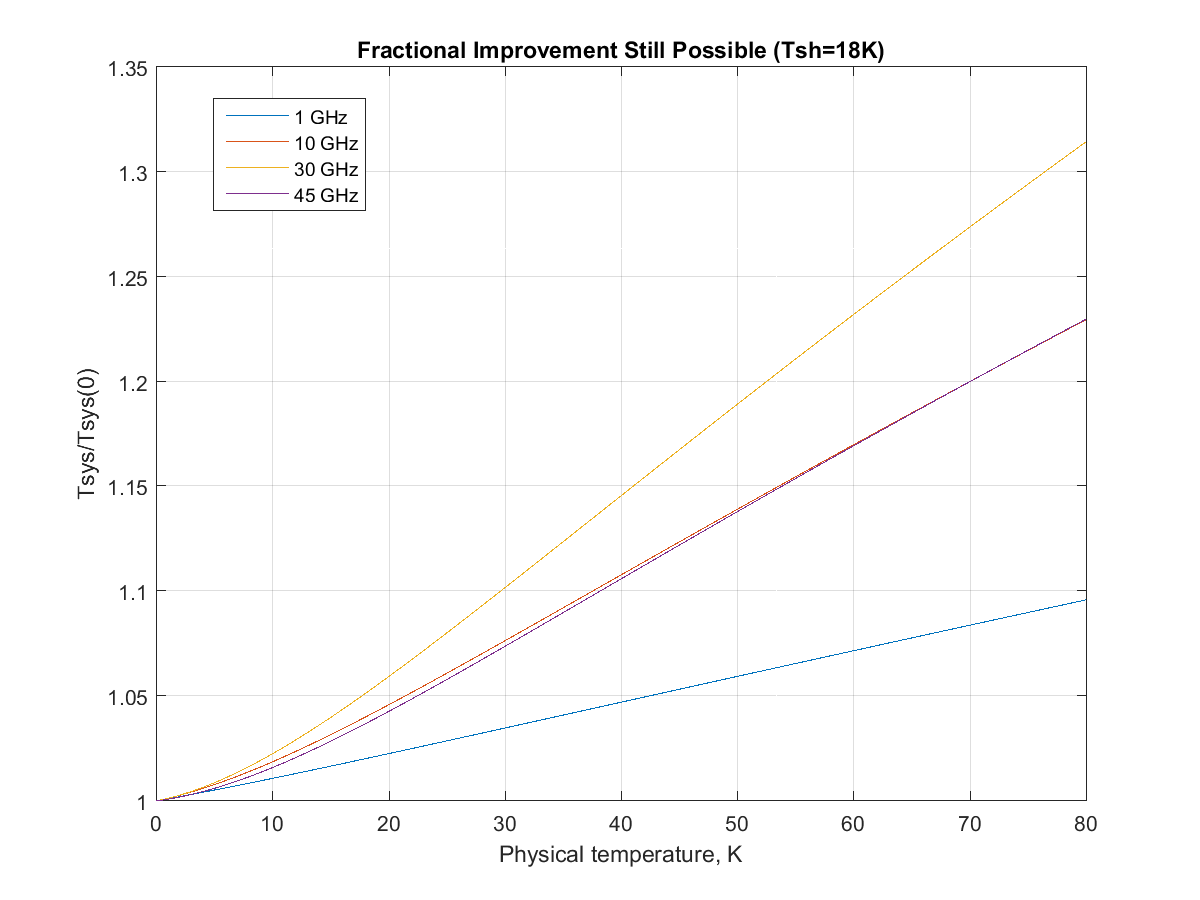 Fractional Improvement Still Possible (Tsh=18K)
1.35
1.3
1.25
1.2
1.15
1.1
1.05
1
Tsys/Tsys(0)
1 GHz
10 GHz
30 GHz
45 GHz
0 10 20 30 40 50 60 70 80
Physical temperature, K